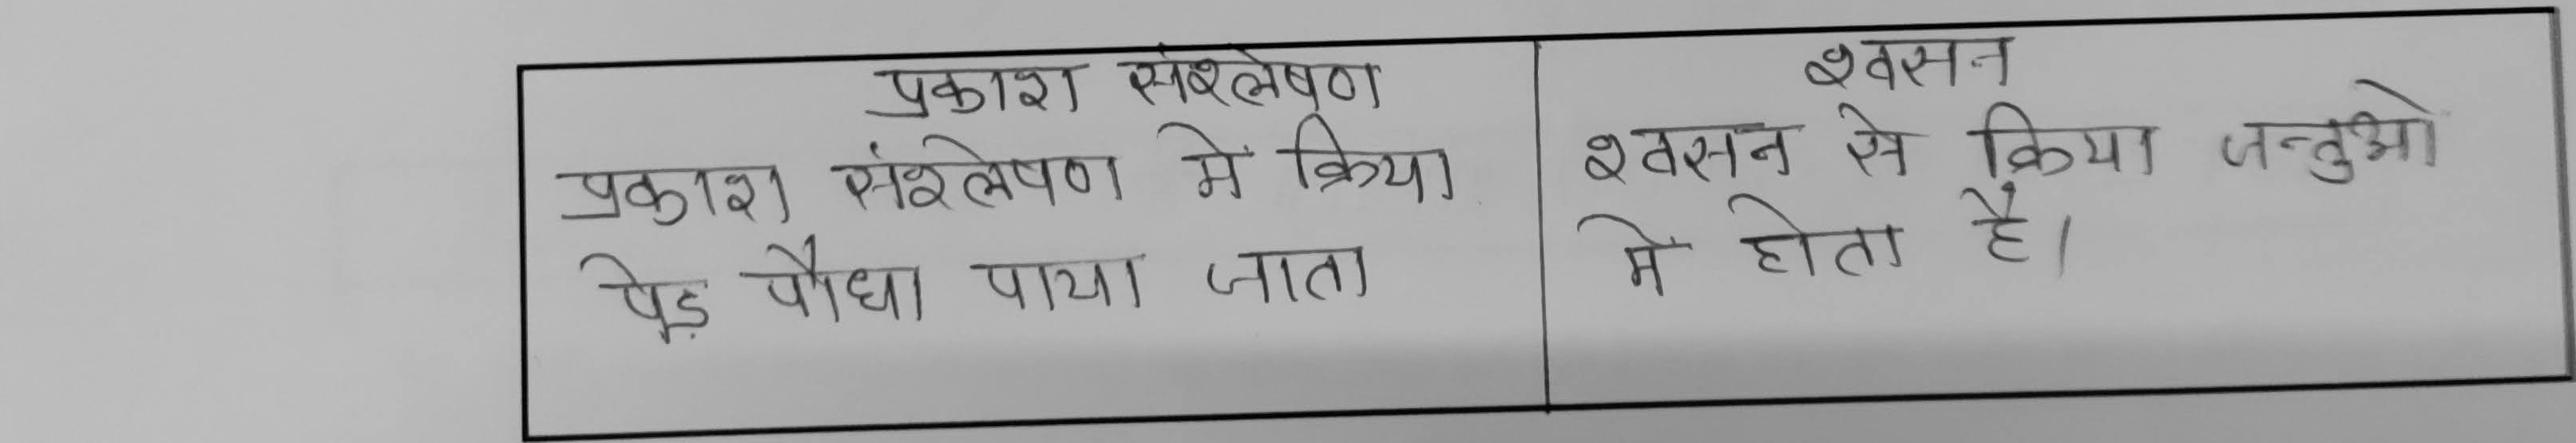 प्रकाश संश्लेषण
प्रकाश संश्लेषण में क्रिया
पेड़ पौधा पाया जाता
श्वसन
श्वसन से क्रिया जन्तुओ
में होता है।